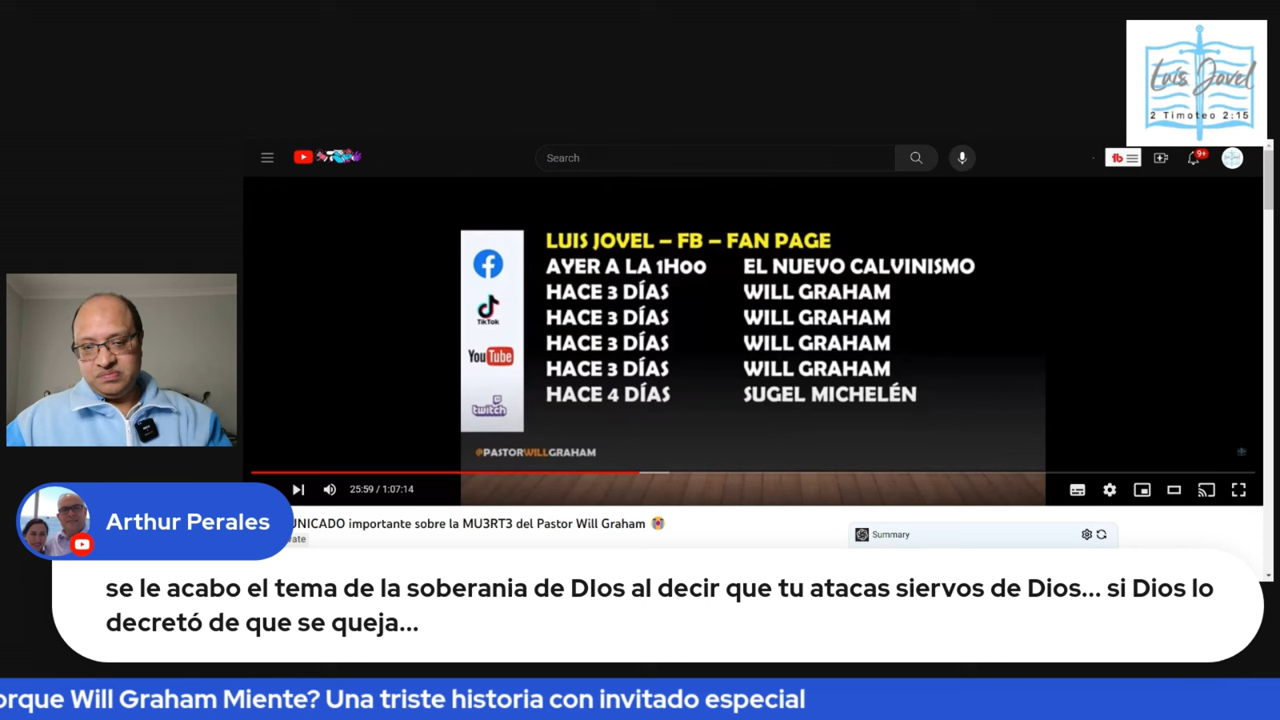 Luis Jovel
2 Timoteo 2:15
Search
9+
LUIS JOVEL – FB – FAN PAGE
AYER A LA 1H00 EL NUEVO CALVINISMO
HACE 3 DÍAS WILL GRAHAM
HACE 3 DÍAS WILL GRAHAM
HACE 3 DÍAS WILL GRAHAM
HACE 3 DÍAS WILL GRAHAM
HACE 4 DÍAS SUGEL MICHELÉN
TikTok
YouTube
twitch
@PASTORWILLGRAHAM
25:59 / 1:07:14
UNICADO importante sobre la MU3RT3 del Pastor Will Graham
vate
Summary
Arthur Perales
se le acabo el tema de la soberania de DIos al decir que tu atacas siervos de Dios... si Dios lo
decretó de que se queja...
orque Will Graham Miente? Una triste historia con invitado especial